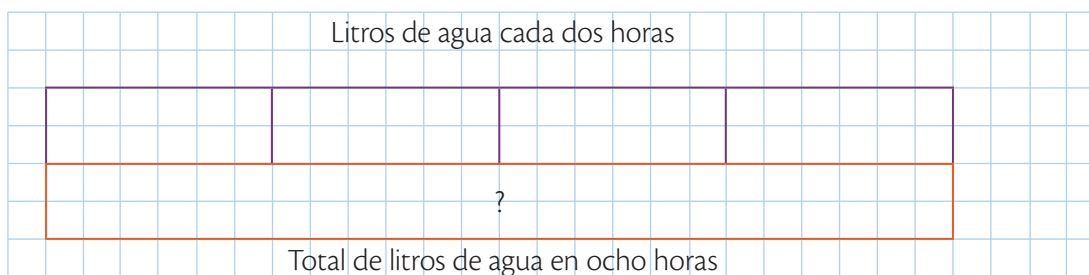 Litros de agua cada dos horas
?
Total de litros de agua en ocho horas